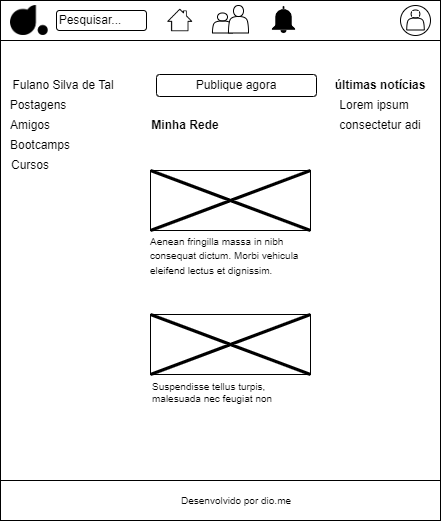 d.
Pesquisar...
Fulano Silva de Tal
Postagens
Amigos
Bootcamps
Cursos
Publique agora
Minha Rede
Aenean fringilla massa in nibh
consequat dictum. Morbi vehicula
eleifend lectus et dignissim.
Suspendisse tellus turpis,
malesuada nec feugiat non
últimas notícias
Lorem ipsum
consectetur adi
Desenvolvido por dio.me